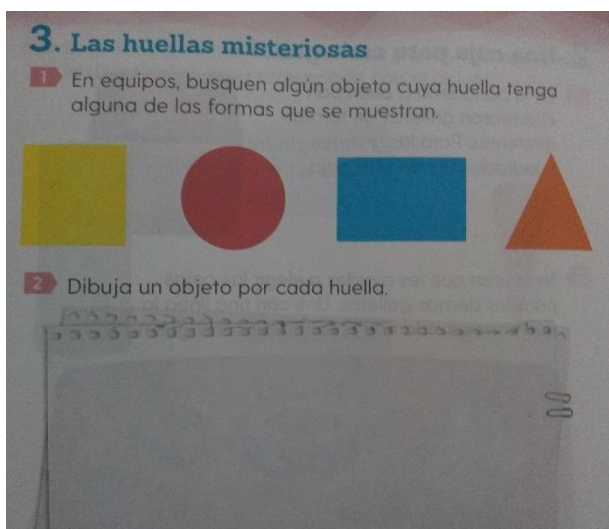 3. Las huellas misteriosas
1 En equipos, busquen algún objeto cuya huella tenga
alguna de las formas que se muestran.
2 Dibuja un objeto por cada huella.